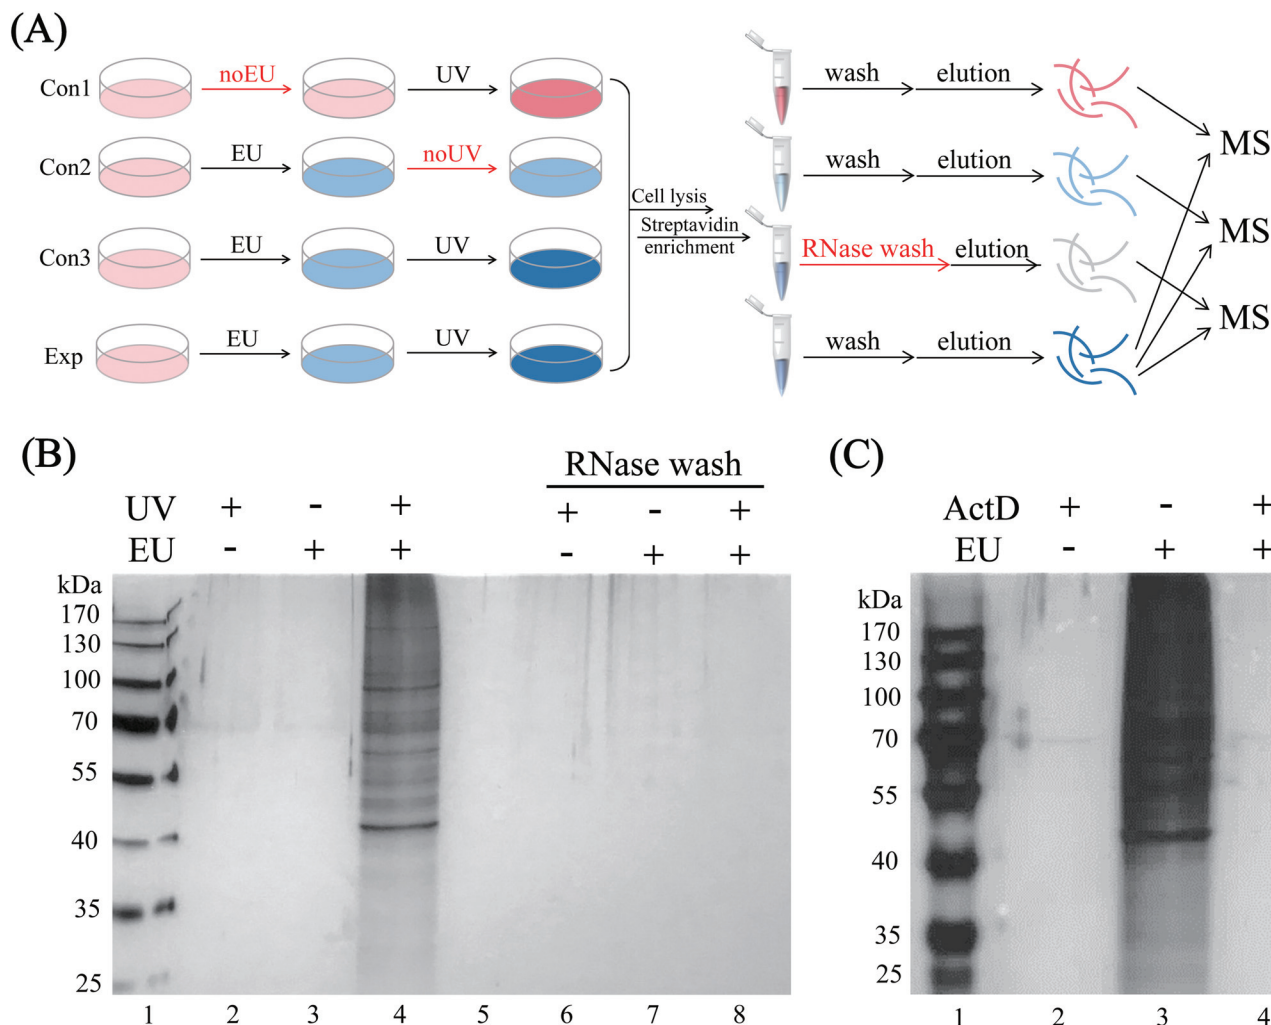 (A)
Con1 noEU UV wash elution MS
Con2 EU noUV wash elution MS
Cell lysis
Streptavidin
enrichment
Con3 EU UV RNase wash elution MS
Exp EU UV wash elution
(B)
RNase wash
UV + - + + - +
EU - + + - + +
kDa
170
130
100
70
55
40
35
25
1 2 3 4 5 6 7 8
(C)
ActD + - +
EU - + +
kDa
170
130
100
70
55
40
35
25
1 2 3 4